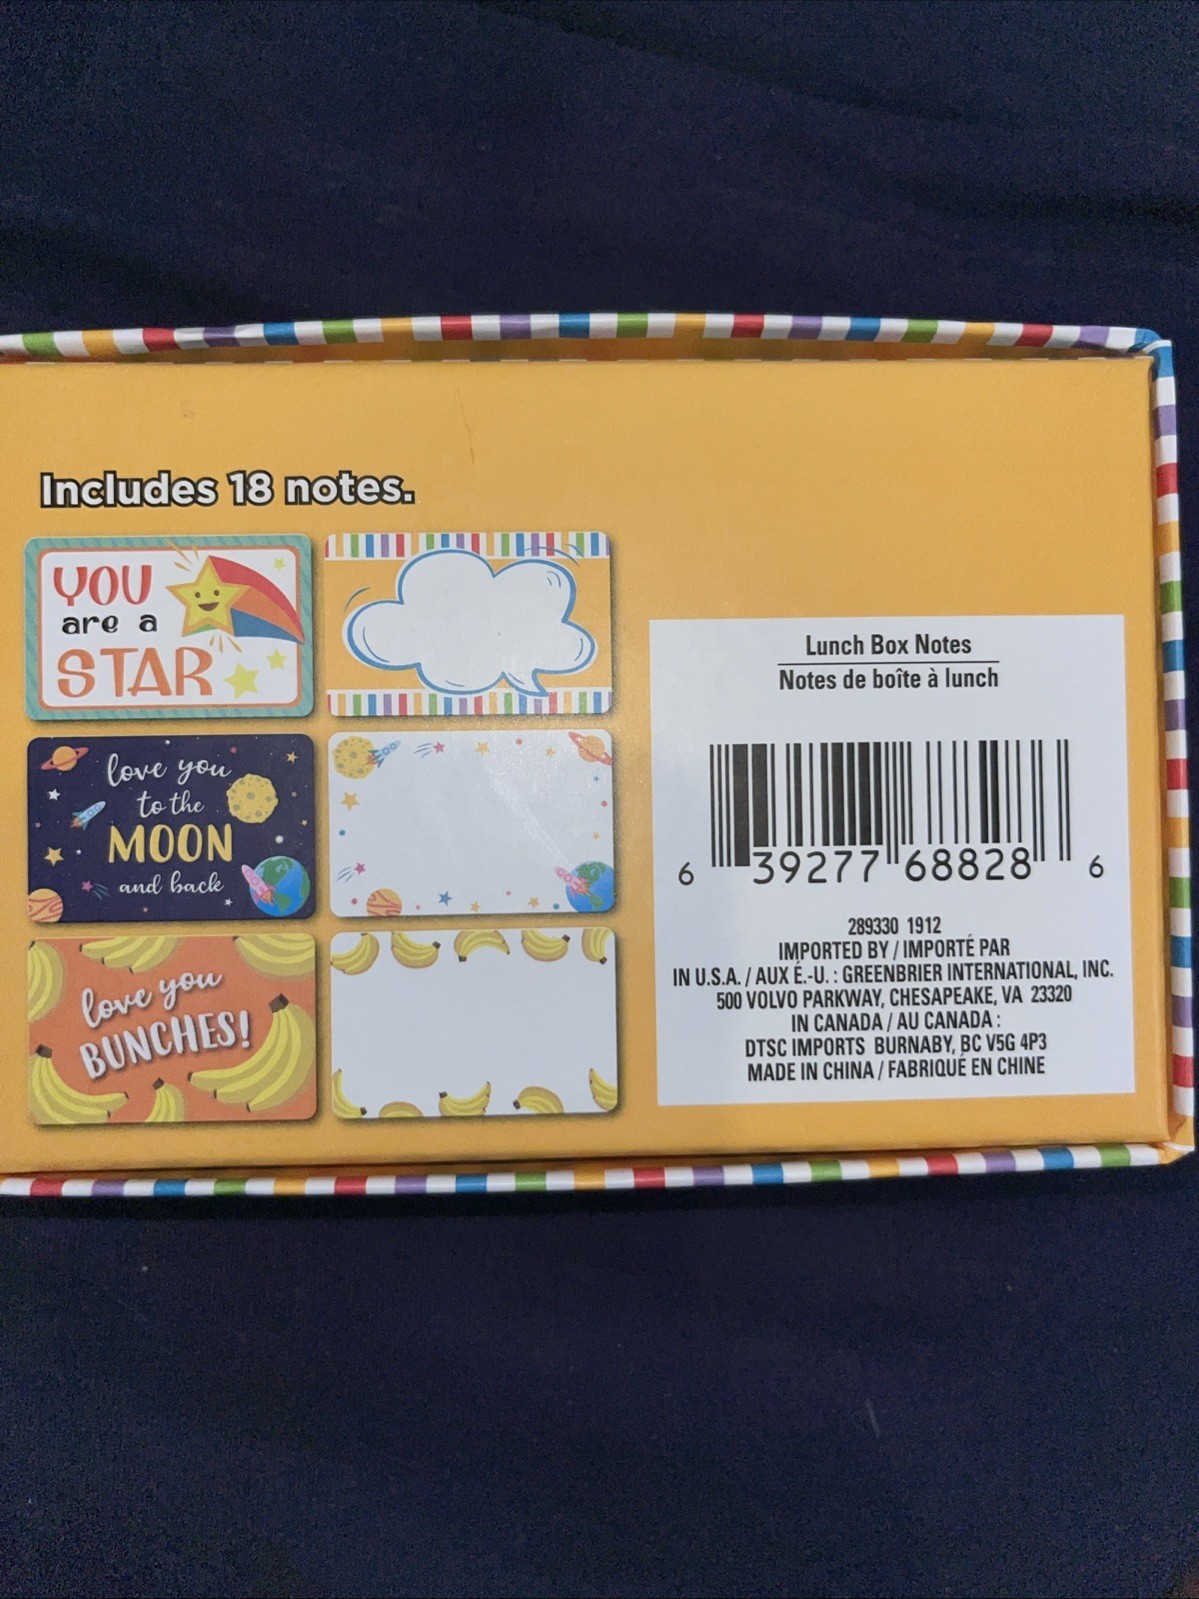 Includes 18 notes.
YOU
are a
STAR
love you
to the
MOON
and back
love you
BUNCHES!
Lunch Box Notes
Notes de boîte à lunch
6 39277 68828 6
289330 1912
IMPORTED BY / IMPORTÉ PAR
IN U.S.A. / AUX É.-U. : GREENBRIER INTERNATIONAL, INC.
500 VOLVO PARKWAY, CHESAPEAKE, VA 23320
IN CANADA / AU CANADA :
DTSC IMPORTS BURNABY, BC V5G 4P3
MADE IN CHINA / FABRIQUÉ EN CHINE